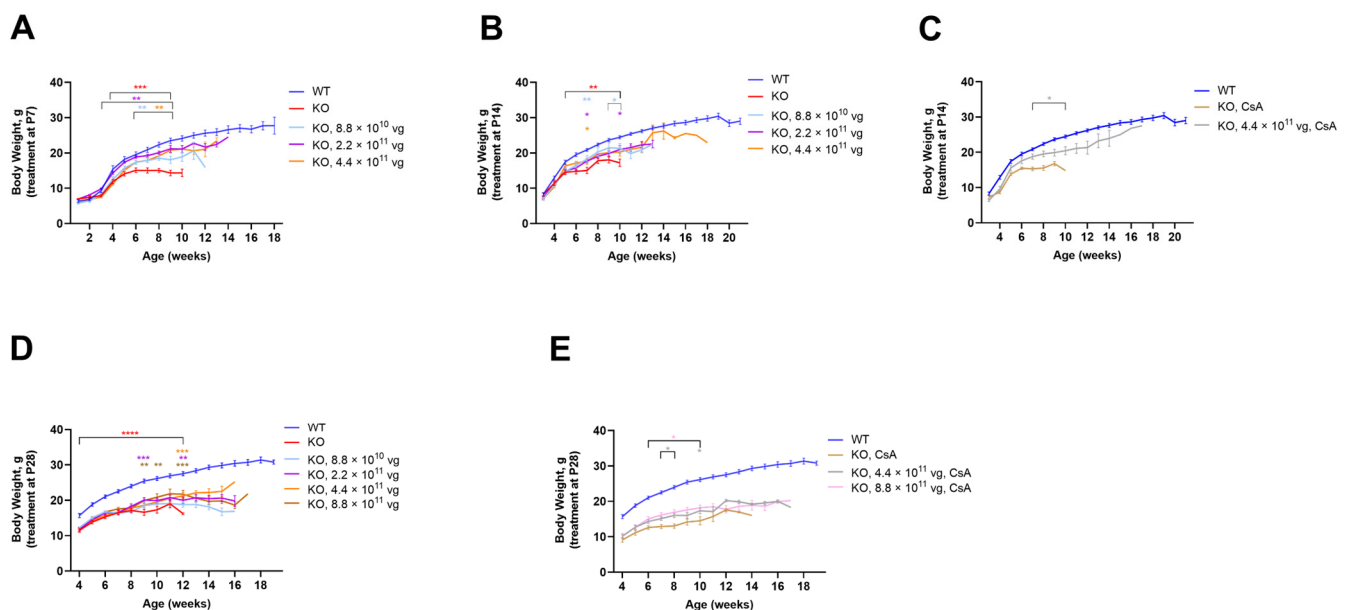 A
Body Weight, g
(treatment at P7)
40
30
20
10
0
2 4 6 8 10 12 14 16 18
Age (weeks)
***
**
** **
WT
KO
KO, 8.8 × 10¹⁰ vg
KO, 2.2 × 10¹¹ vg
KO, 4.4 × 10¹¹ vg
B
Body Weight, g
(treatment at P14)
40
30
20
10
0
4 6 8 10 12 14 16 18 20
Age (weeks)
**
** *
* *
*
WT
KO
KO, 8.8 × 10¹⁰ vg
KO, 2.2 × 10¹¹ vg
KO, 4.4 × 10¹¹ vg
C
Body Weight, g
(treatment at P14)
40
30
20
10
0
4 6 8 10 12 14 16 18 20
Age (weeks)
*
WT
KO, CsA
KO, 4.4 × 10¹¹ vg, CsA
D
Body Weight, g
(treatment at P28)
40
30
20
10
0
4 6 8 10 12 14 16 18
Age (weeks)
****
***
*** **
** ** ***
WT
KO
KO, 8.8 × 10¹⁰ vg
KO, 2.2 × 10¹¹ vg
KO, 4.4 × 10¹¹ vg
KO, 8.8 × 10¹¹ vg
E
Body Weight, g
(treatment at P28)
40
30
20
10
0
4 6 8 10 12 14 16 18
Age (weeks)
*
* *
WT
KO, CsA
KO, 4.4 × 10¹¹ vg, CsA
KO, 8.8 × 10¹¹ vg, CsA